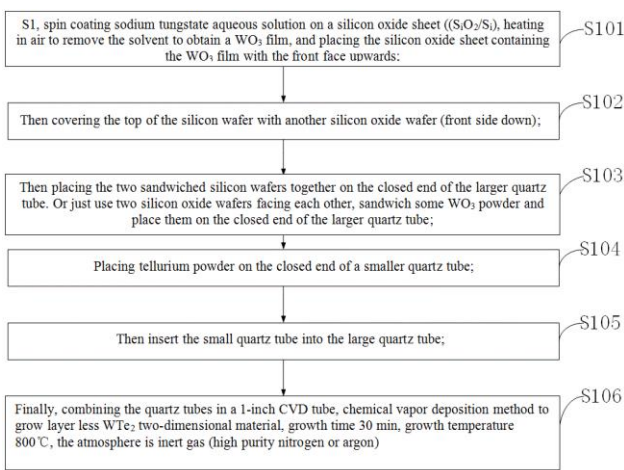 S1, spin coating sodium tungstate aqueous solution on a silicon oxide sheet ((SiO2/Si), heating
in air to remove the solvent to obtain a WO3 film, and placing the silicon oxide sheet containing
the WO3 film with the front face upwards:
S101
Then covering the top of the silicon wafer with another silicon oxide wafer (front side down);
S102
Then placing the two sandwiched silicon wafers together on the closed end of the larger quartz
tube. Or just use two silicon oxide wafers facing each other, sandwich some WO3 powder and
place them on the closed end of the larger quartz tube;
S103
Placing tellurium powder on the closed end of a smaller quartz tube;
S104
Then insert the small quartz tube into the large quartz tube;
S105
Finally, combining the quartz tubes in a 1-inch CVD tube, chemical vapor deposition method to
grow layer less WTe2 two-dimensional material, growth time 30 min, growth temperature
800℃, the atmosphere is inert gas (high purity nitrogen or argon)
S106